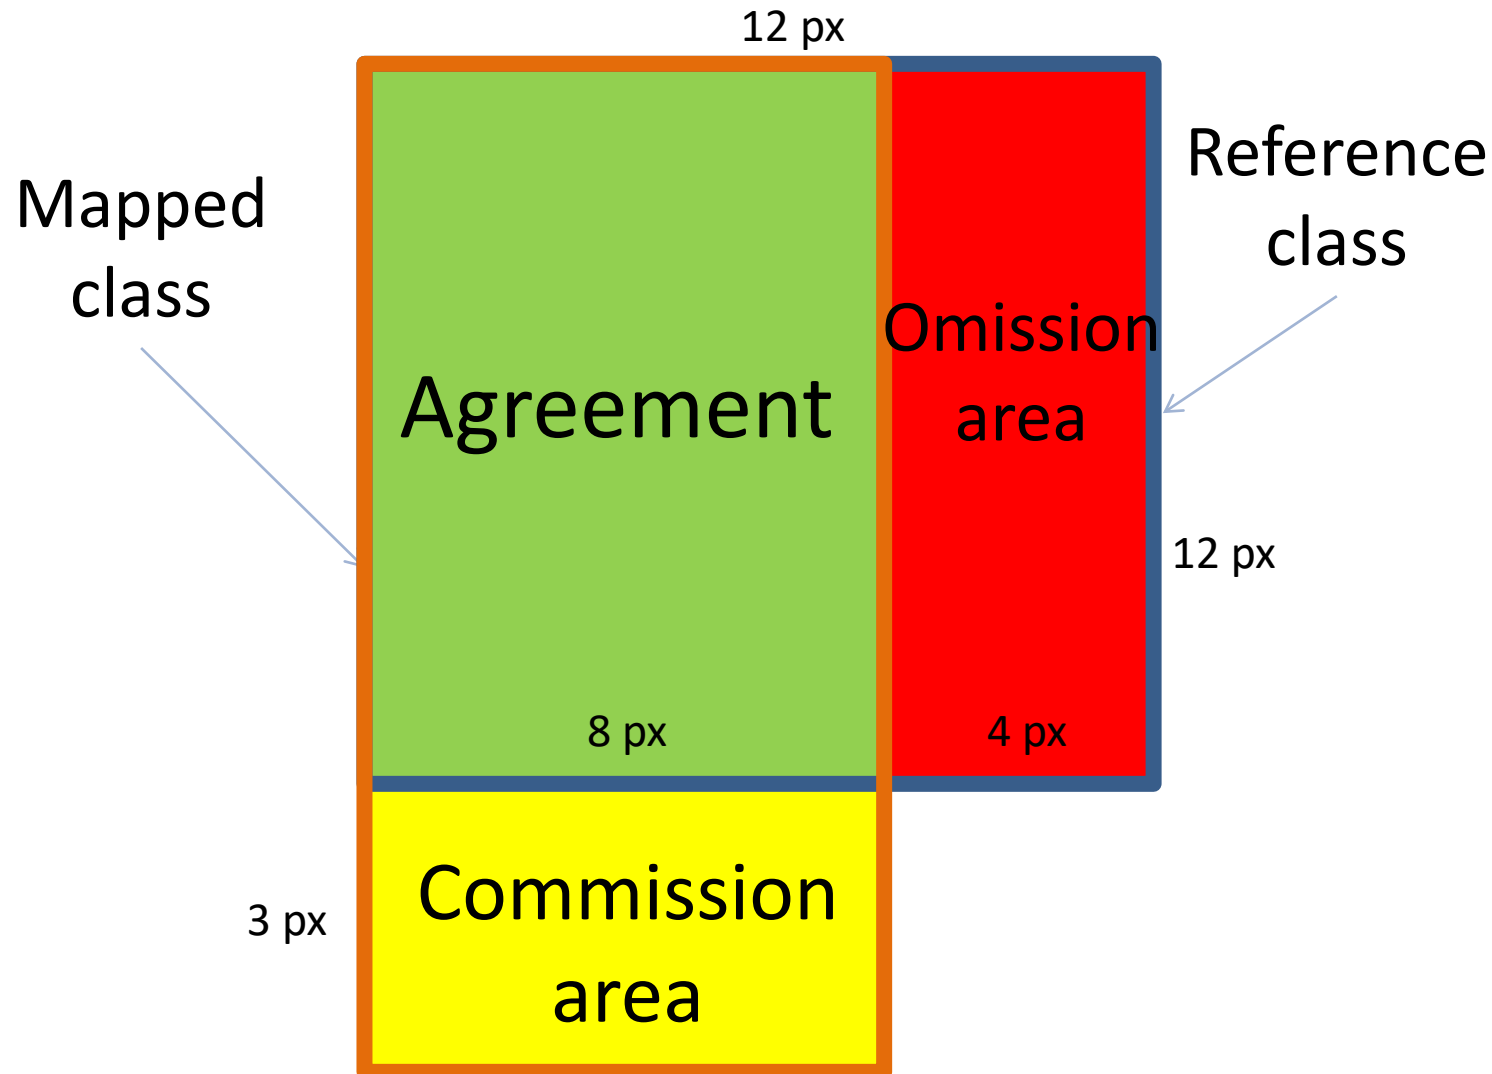 12 px
Reference
class
Mapped
class
Omission
area
Agreement
12 px
8 px
4 px
Commission
area
3 px